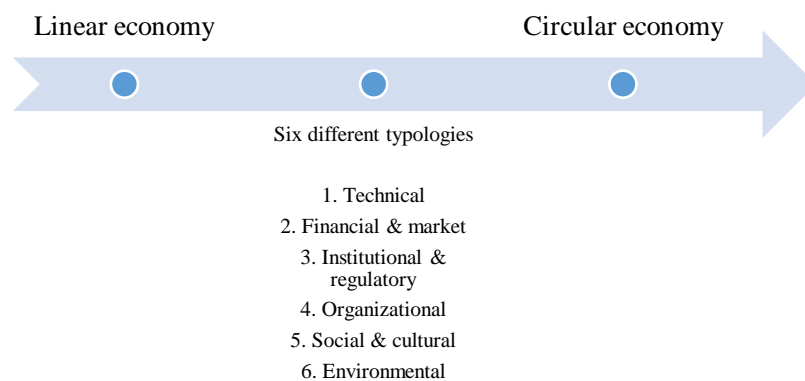 Linear economy
Circular economy
Six different typologies
1. Technical
2. Financial & market
3. Institutional &
regulatory
4. Organizational
5. Social & cultural
6. Environmental